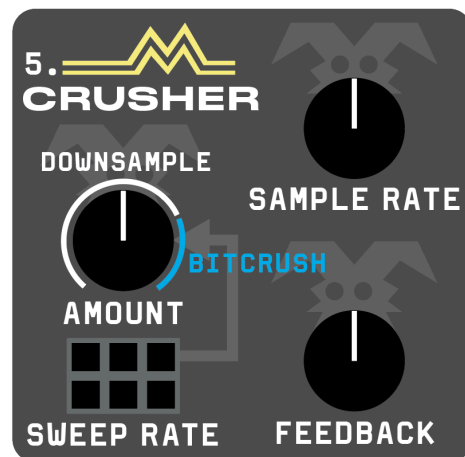 5.
CRUSHER
DOWNSAMPLE
SAMPLE RATE
BITCRUSH
AMOUNT
SWEEP RATE
FEEDBACK